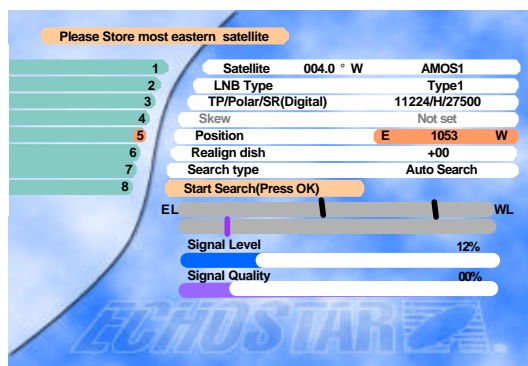 Please Store most eastern satellite
1 Satellite 004.0 ° W AMOS1
2 LNB Type Type1
3 TP/Polar/SR(Digital) 11224/H/27500
4 Skew Not set
5 Position E 1053 W
6 Realign dish +00
7 Search type Auto Search
8 Start Search(Press OK)
EL WL
Signal Level 12%
Signal Quality 00%
ECHOSTAR